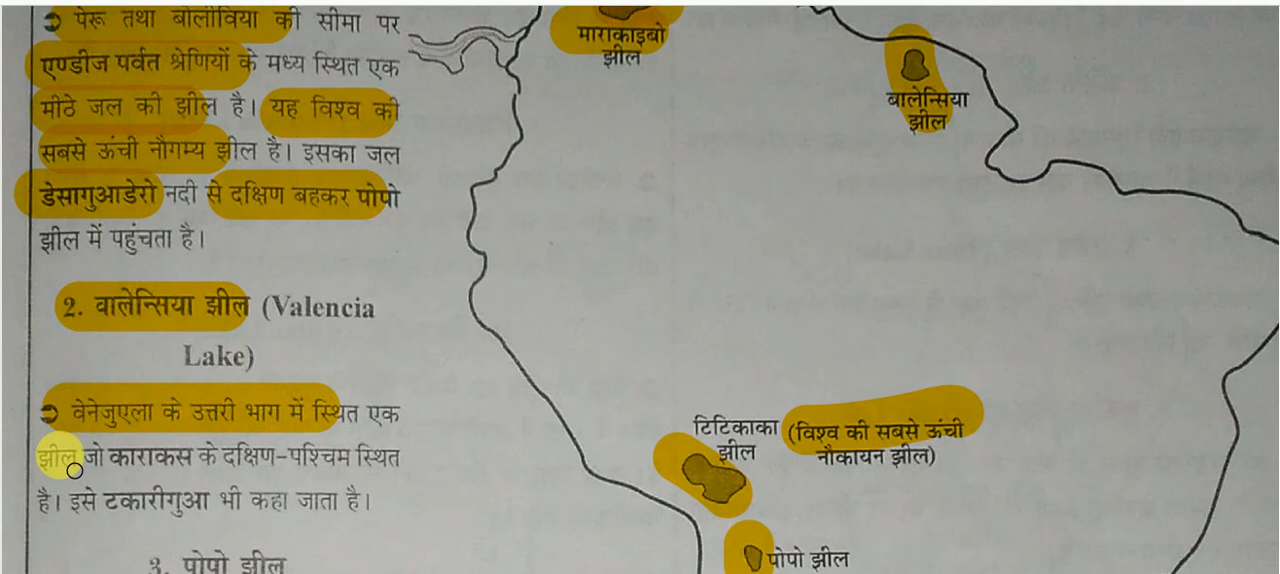 ➲ पेरू तथा बोलीविया की सीमा पर
एण्डीज पर्वत श्रेणियों के मध्य स्थित एक
मीठे जल की झील है। यह विश्व की
सबसे ऊंची नौगम्य झील है। इसका जल
डेसागुआडेरो नदी से दक्षिण बहकर पोपो
झील में पहुंचता है।
2. वालेन्सिया झील (Valencia
Lake)
➲ वेनेजुएला के उत्तरी भाग में स्थित एक
झील जो काराकस के दक्षिण-पश्चिम स्थित
है। इसे टकारीगुआ भी कहा जाता है।
3. पोपो झील
माराकाइबो
झील
बालेन्सिया
झील
टिटिकाका
झील
(विश्व की सबसे ऊंची
नौकायन झील)
पोपो झील